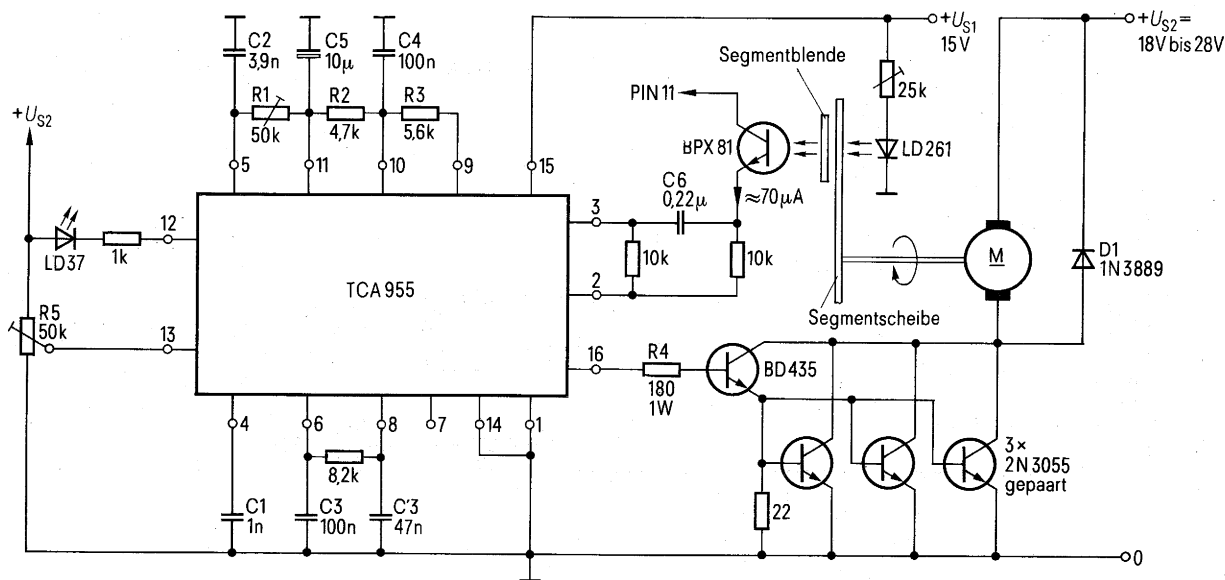 C2
3,9n
C5
10µ
C4
100n
R1
50k
R2
4,7k
R3
5,6k
5
11
10
9
15
+U_S1
15V
+U_S2=
18V bis 28V
Segmentblende
25k
PIN 11
BPX 81
LD 261
C6
0,22µ
≈70µA
+U_S2
12
LD37
1k
TCA 955
3
10k
10k
2
M
D1
1N 3889
R5
50k
13
Segmentscheibe
16
R4
180
1W
BD 435
4
6
8
7
14
1
8,2k
C1
1n
C3
100n
C'3
47n
22
3×
2N 3055
gepaart
0